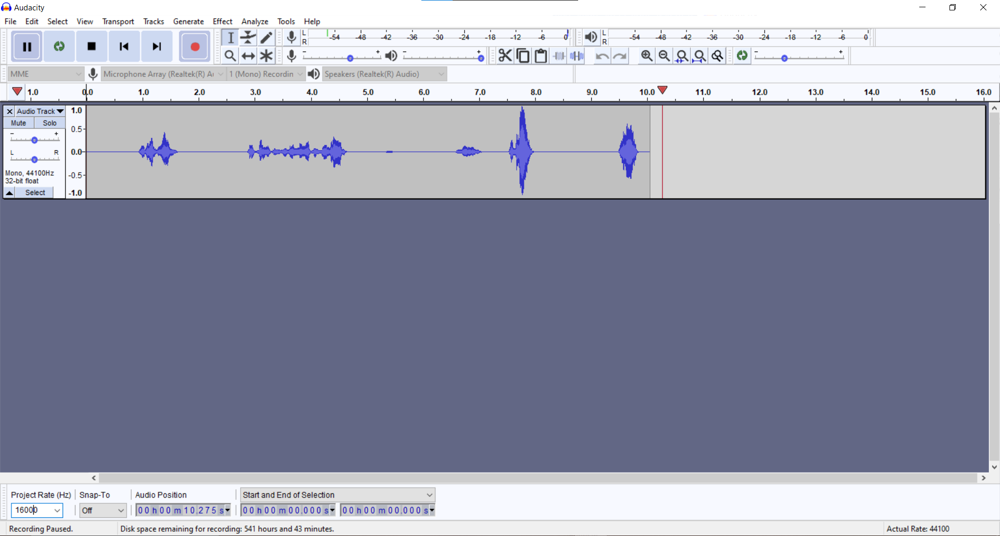 Audacity
File Edit Select View Transport Tracks Generate Effect Analyze Tools Help
L R -54 -48 -42 -36 -30 -24 -18 -12 -6 0 L R -54 -48 -42 -36 -30 -24 -18 -12 -6 0
- + - + - +
MME Microphone Array (Realtek(R) Au 1 (Mono) Recordin Speakers (Realtek(R) Audio)
1.0 0.0 1.0 2.0 3.0 4.0 5.0 6.0 7.0 8.0 9.0 10.0 11.0 12.0 13.0 14.0 15.0 16.0
Audio Track 1.0
Mute Solo
- + 0.5
L R 0.0
Mono, 44100Hz -0.5
32-bit float
Select -1.0
Project Rate (Hz) Snap-To Audio Position Start and End of Selection
16000 Off 00 h 00 m 10.275 s 00 h 00 m 00.000 s 00 h 00 m 00.000 s
Recording Paused. Disk space remaining for recording: 541 hours and 43 minutes. Actual Rate: 44100